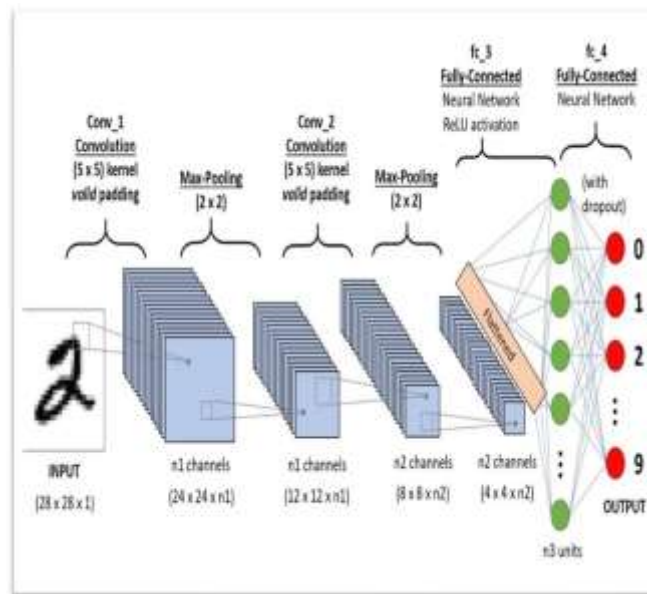 fc_3
Fully-Connected
Neural Network
ReLU activation
fc_4
Fully-Connected
Neural Network
Conv_1
Convolution
(5 x 5) kernel
valid padding
Max-Pooling
(2 x 2)
Conv_2
Convolution
(5 x 5) kernel
valid padding
Max-Pooling
(2 x 2)
(with
dropout)
Flattened
0
1
2
9
INPUT
(28 x 28 x 1)
n1 channels
(24 x 24 x n1)
n1 channels
(12 x 12 x n1)
n2 channels
(8 x 8 x n2)
n2 channels
(4 x 4 x n2)
n3 units
OUTPUT